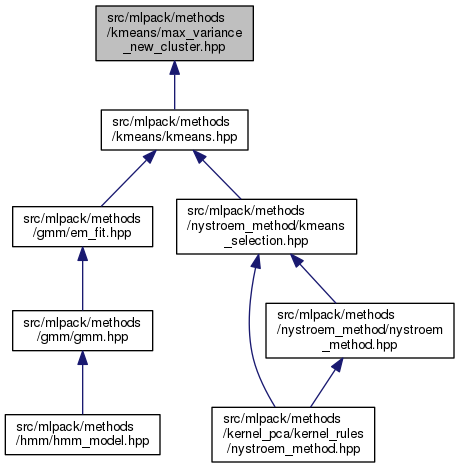 src/mlpack/methods
/kmeans/max_variance
_new_cluster.hpp
src/mlpack/methods
/kmeans/kmeans.hpp
src/mlpack/methods
/gmm/em_fit.hpp
src/mlpack/methods
/nystroem_method/kmeans
_selection.hpp
src/mlpack/methods
/gmm/gmm.hpp
src/mlpack/methods
/nystroem_method/nystroem
_method.hpp
src/mlpack/methods
/hmm/hmm_model.hpp
src/mlpack/methods
/kernel_pca/kernel_rules
/nystroem_method.hpp